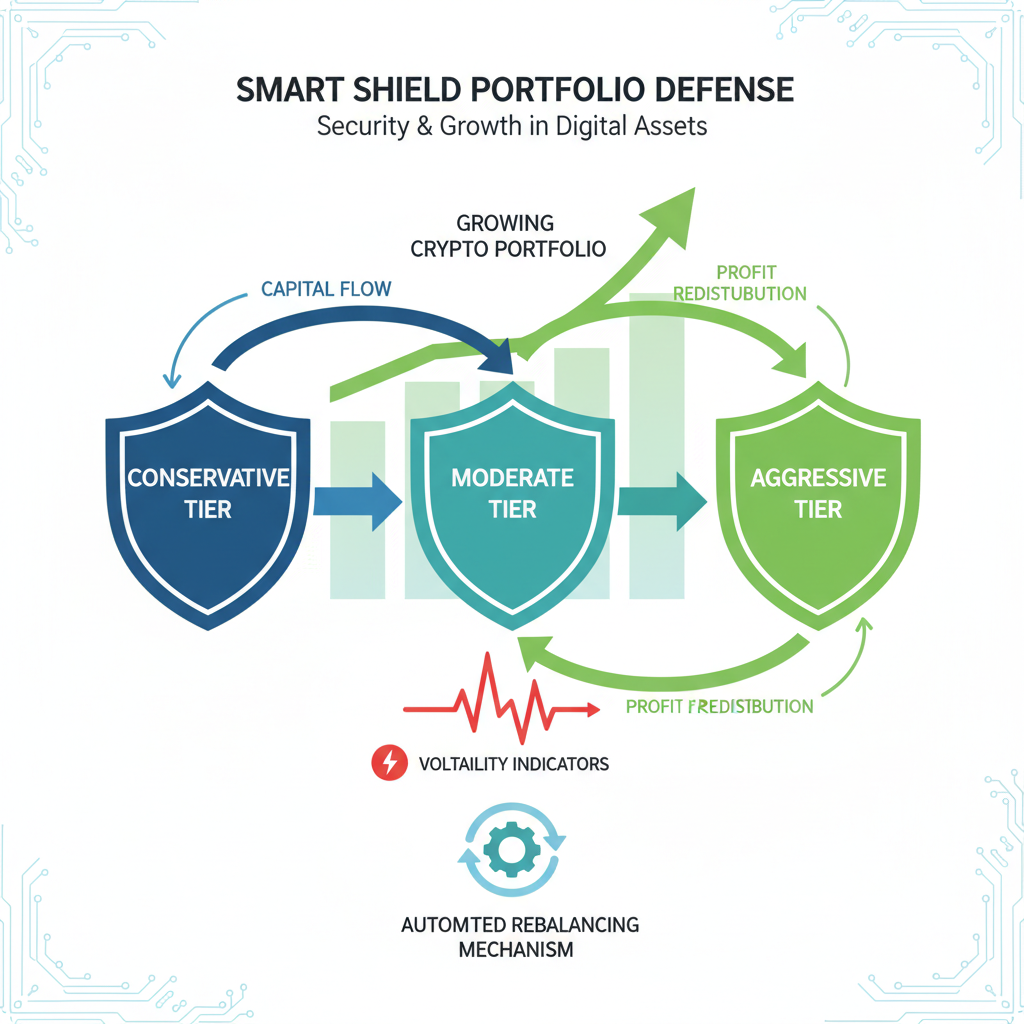 SMART SHIELD PORTFOLIO DEFENSE
Security & Growth in Digital Assets
GROWING
CRYPTO PORTFOLIO
CAPITAL FLOW
PROFIT
REDISTUBUTION
CONSERVATIVE
TIER
MODERATE
TIER
AGGRESSIVE
TIER
PROFIT
VOLTAILITY INDICATORS
AUTOMTED REBALANCING
MECHANISM